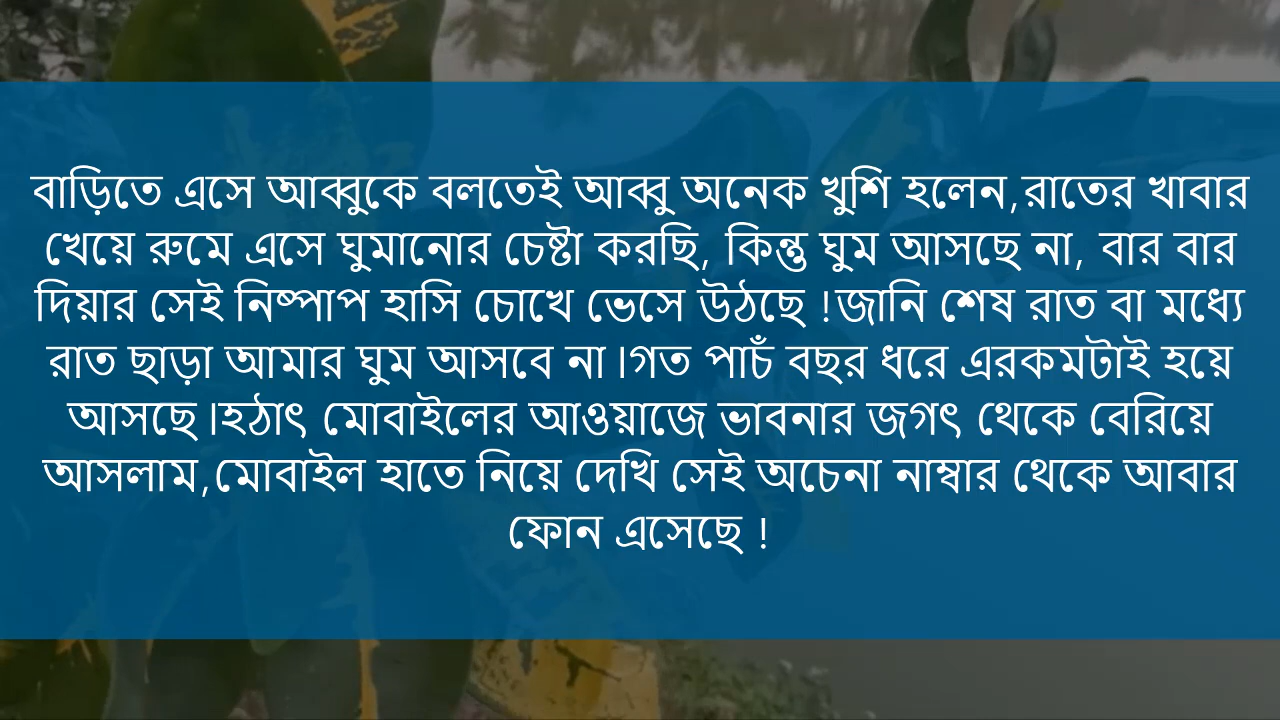 বাড়িতে এসে আব্বুকে বলতেই আব্বু অনেক খুশি হলেন,রাতের খাবার
খেয়ে রুমে এসে ঘুমানোর চেষ্টা করছি, কিন্তু ঘুম আসছে না, বার বার
দিয়ার সেই নিষ্পাপ হাসি চোখে ভেসে উঠছে !জানি শেষ রাত বা মধ্যে
রাত ছাড়া আমার ঘুম আসবে না।গত পাচঁ বছর ধরে এরকমটাই হয়ে
আসছে।হঠাৎ মোবাইলের আওয়াজে ভাবনার জগৎ থেকে বেরিয়ে
আসলাম,মোবাইল হাতে নিয়ে দেখি সেই অচেনা নাম্বার থেকে আবার
ফোন এসেছে !